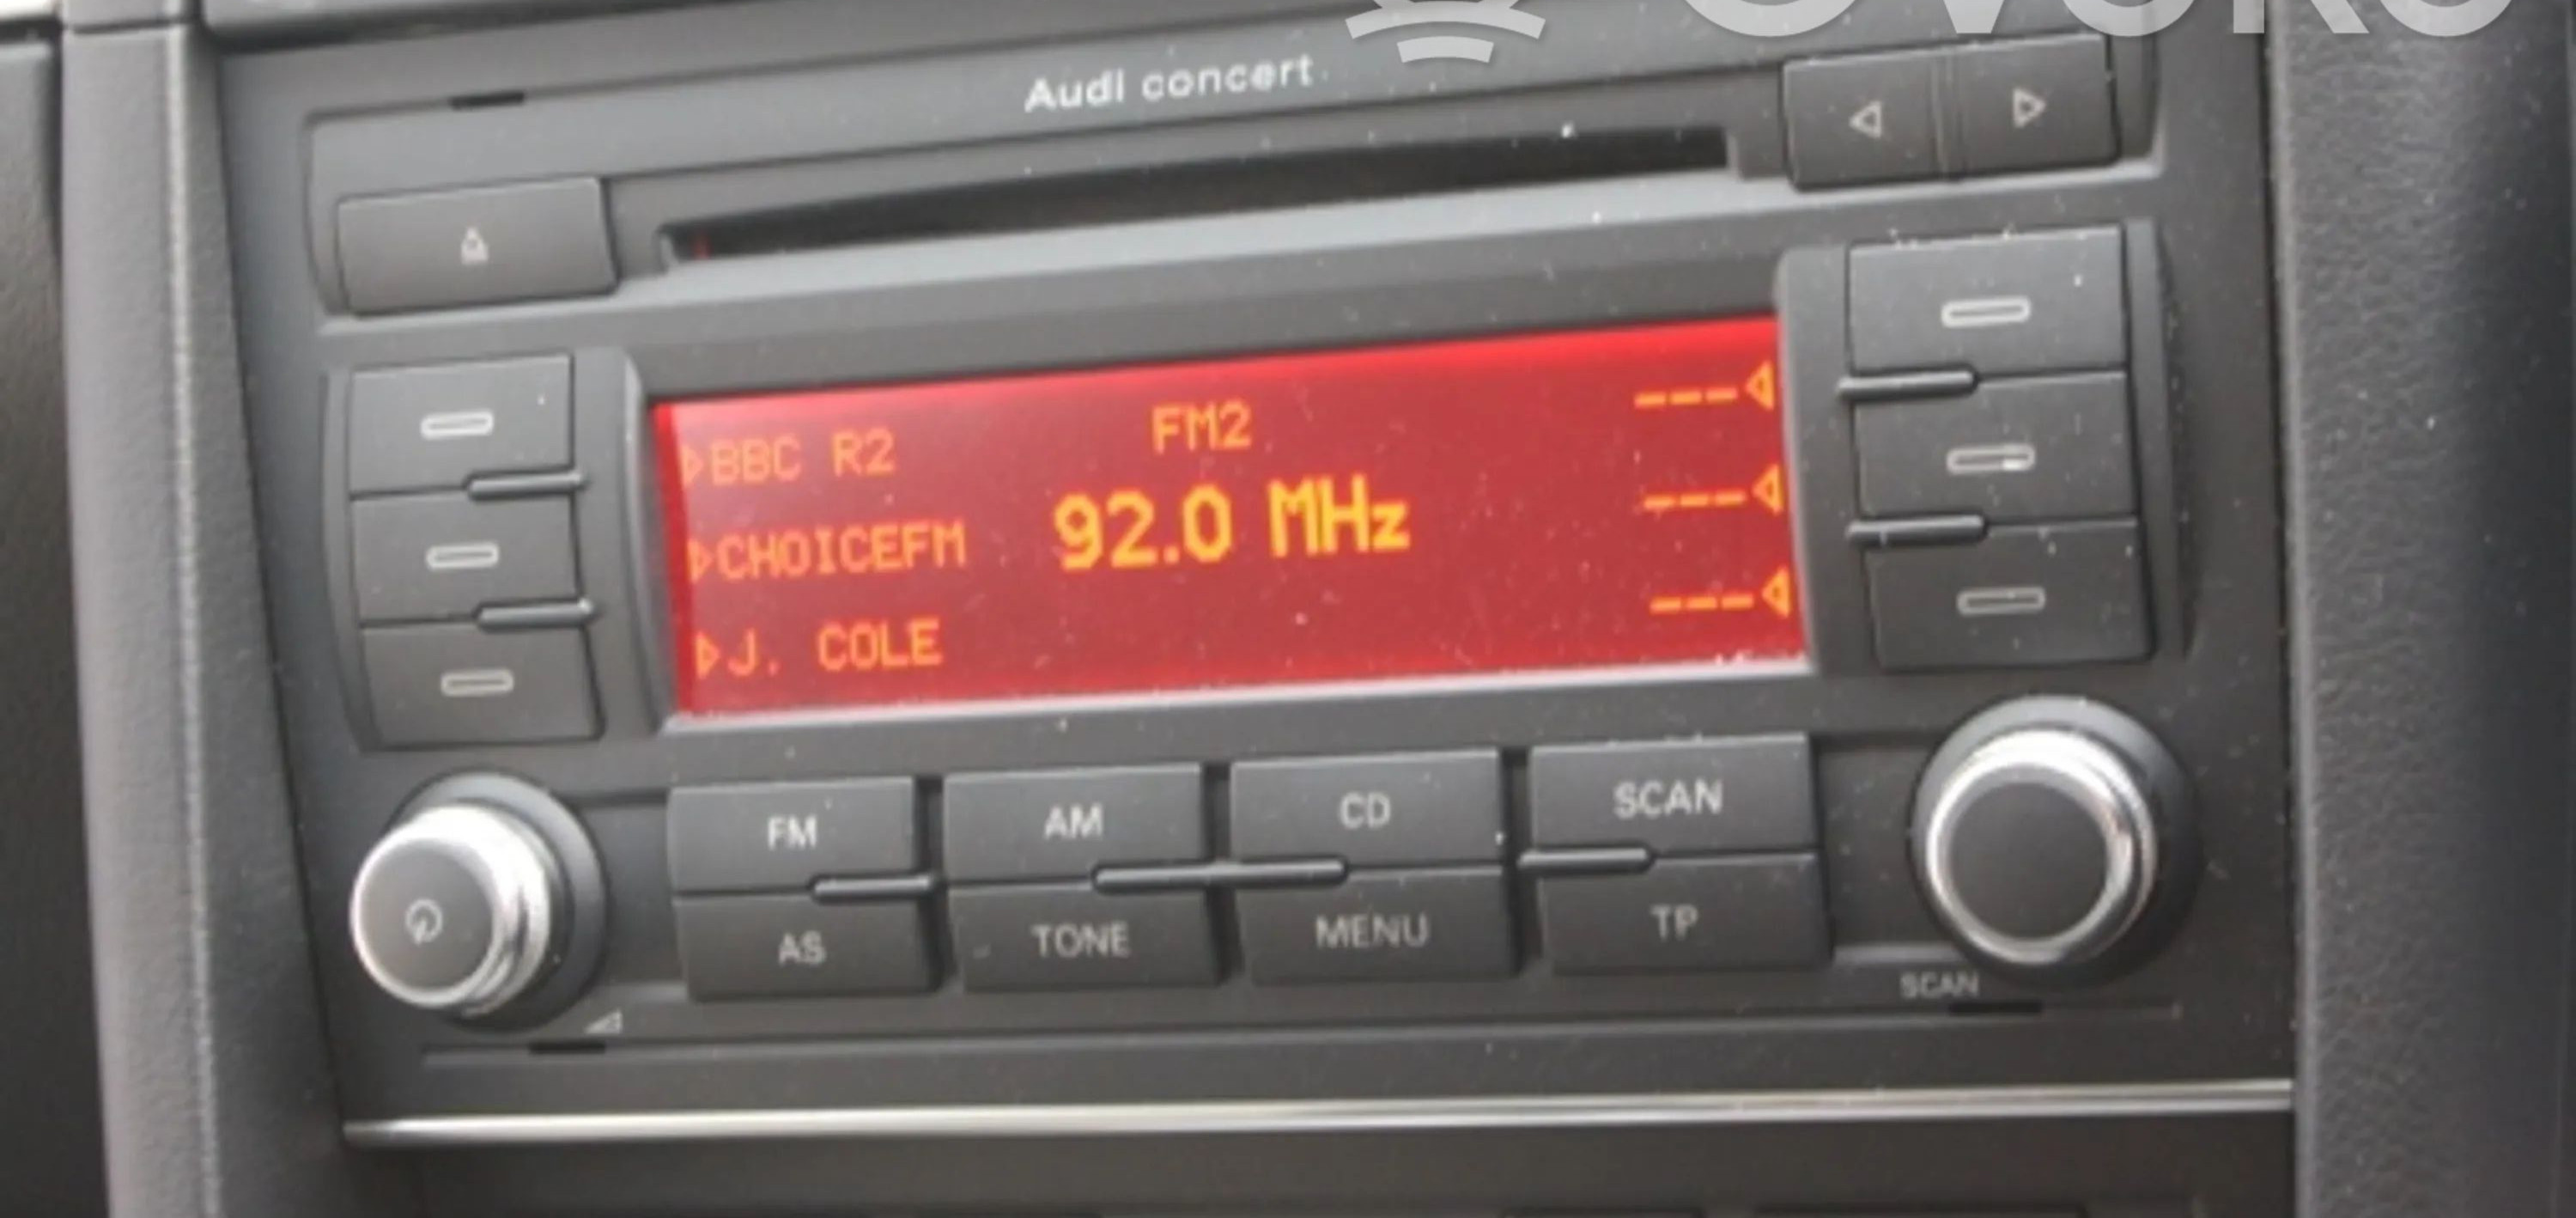 Audi concert
BBC R2
FM2
CHOICEFM
92.0 MHz
J. COLE
FM
AM
CD
SCAN
AS
TONE
MENU
TP
SCAN